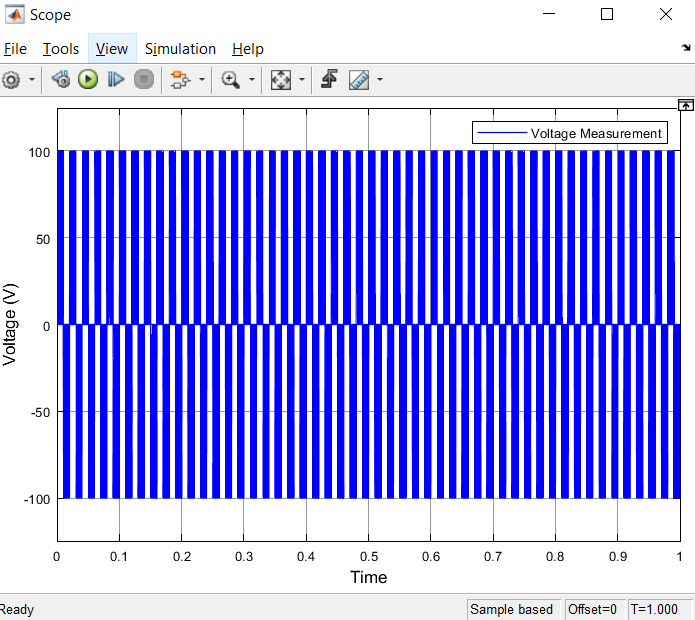 Scope
File Tools View Simulation Help
Voltage Measurement
100
50
0
-50
-100
Voltage (V)
0 0.1 0.2 0.3 0.4 0.5 0.6 0.7 0.8 0.9 1
Time
Ready Sample based Offset=0 T=1.000